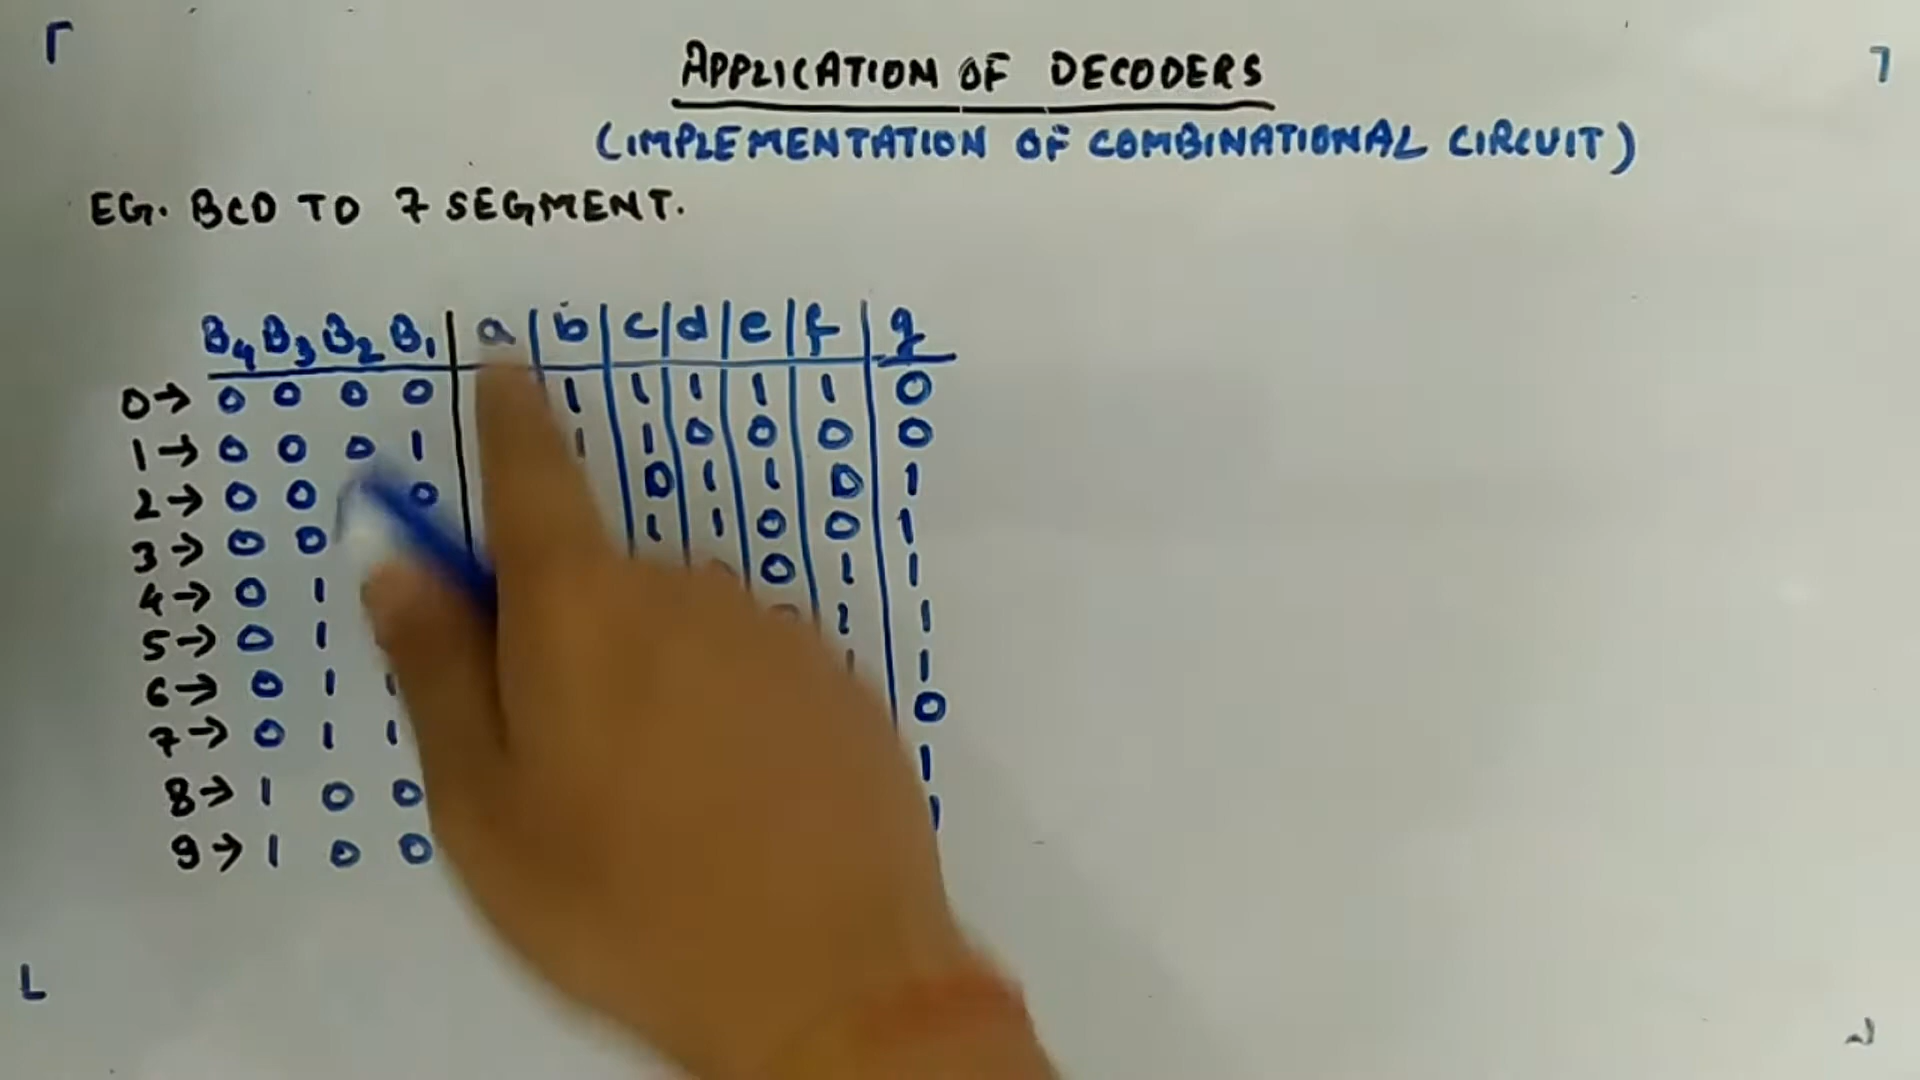 APPLICATION OF DECODERS
(IMPLEMENTATION OF COMBINATIONAL CIRCUIT)
EG. BCD TO 7 SEGMENT.
B4 B3 B2 B1 | a | b | c | d | e | f | g
0→ 0 0 0 0 1 1 1 1 1 0
1→ 0 0 0 1 1 1 0 0 0 0
2→ 0 0 0 0 1 1 0 1
3→ 0 0 1 1 0 0 1
4→ 0 1 0 1 1
5→ 0 1 1 1
6→ 0 1 1 1 1
7→ 0 1 1 0
8→ 1 0 0 1
9→ 1 0 0 1